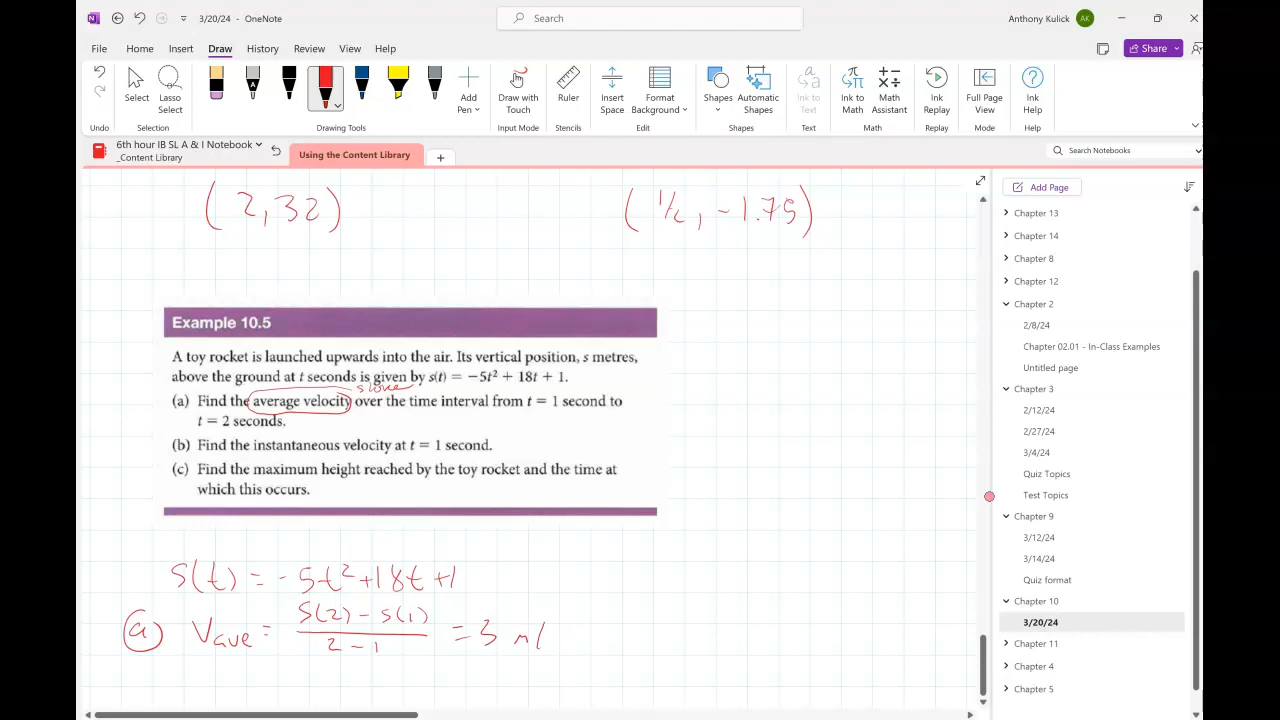 3/20/24 - OneNote
Search
Anthony Kulick
AK
File Home Insert Draw History Review View Help
Share
Undo
Select
Lasso Select
Selection
Drawing Tools
Add Pen
Draw with Touch
Input Mode
Ruler
Stencils
Insert Space
Format Background
Edit
Shapes
Automatic Shapes
Shapes
Ink to Text
Text
Ink to Math
Math Assistant
Math
Ink Replay
Replay
Full Page View
Mode
Ink Help
Help
6th hour IB SL A & I Notebook
_Content Library
Using the Content Library
+
Search Notebooks
(2, 32)
(1/2, -1.75)
Example 10.5
A toy rocket is launched upwards into the air. Its vertical position, s metres,
above the ground at t seconds is given by s(t) = −5t² + 18t + 1.
slope
(a) Find the average velocity over the time interval from t = 1 second to
t = 2 seconds.
(b) Find the instantaneous velocity at t = 1 second.
(c) Find the maximum height reached by the toy rocket and the time at
which this occurs.
s(t) = -5t² + 18t + 1
(a) Vave = s(2) - s(1) / 2 - 1 = 3 m/
Add Page
Chapter 13
Chapter 14
Chapter 8
Chapter 12
Chapter 2
2/8/24
Chapter 02.01 - In-Class Examples
Unititled page
Chapter 3
2/12/24
2/27/24
3/4/24
Quiz Topics
Test Topics
Chapter 9
3/12/24
3/14/24
Quiz format
Chapter 10
3/20/24
Chapter 11
Chapter 4
Chapter 5